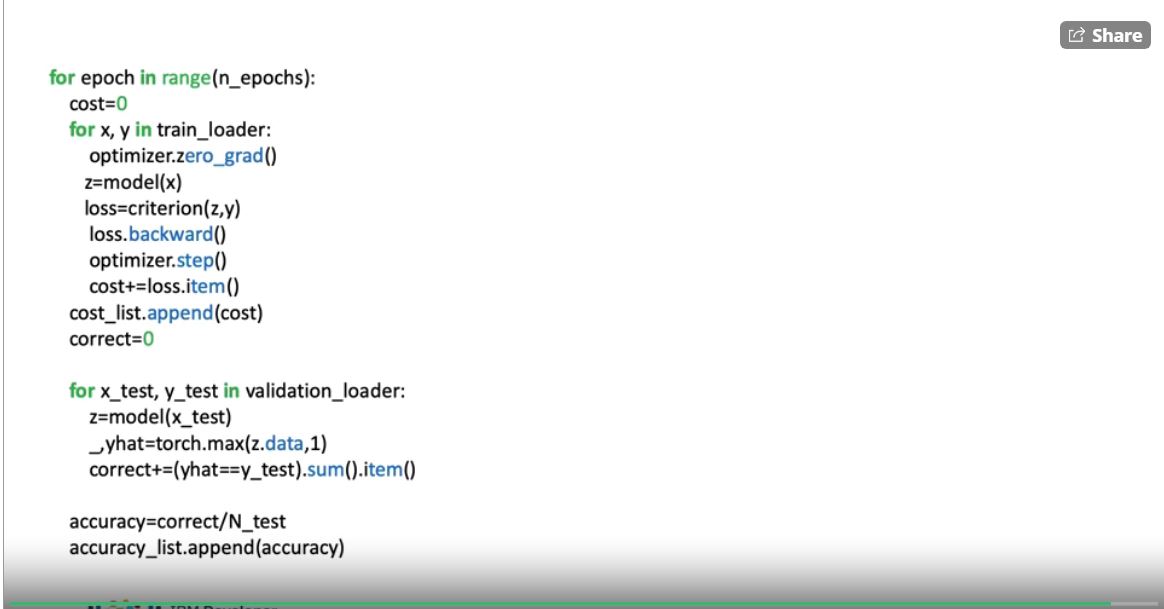 Share
for epoch in range(n_epochs):
cost=0
for x, y in train_loader:
optimizer.zero_grad()
z=model(x)
loss=criterion(z,y)
loss.backward()
optimizer.step()
cost+=loss.item()
cost_list.append(cost)
correct=0
for x_test, y_test in validation_loader:
z=model(x_test)
_,yhat=torch.max(z.data,1)
correct+=(yhat==y_test).sum().item()
accuracy=correct/N_test
accuracy_list.append(accuracy)
IBM Developer